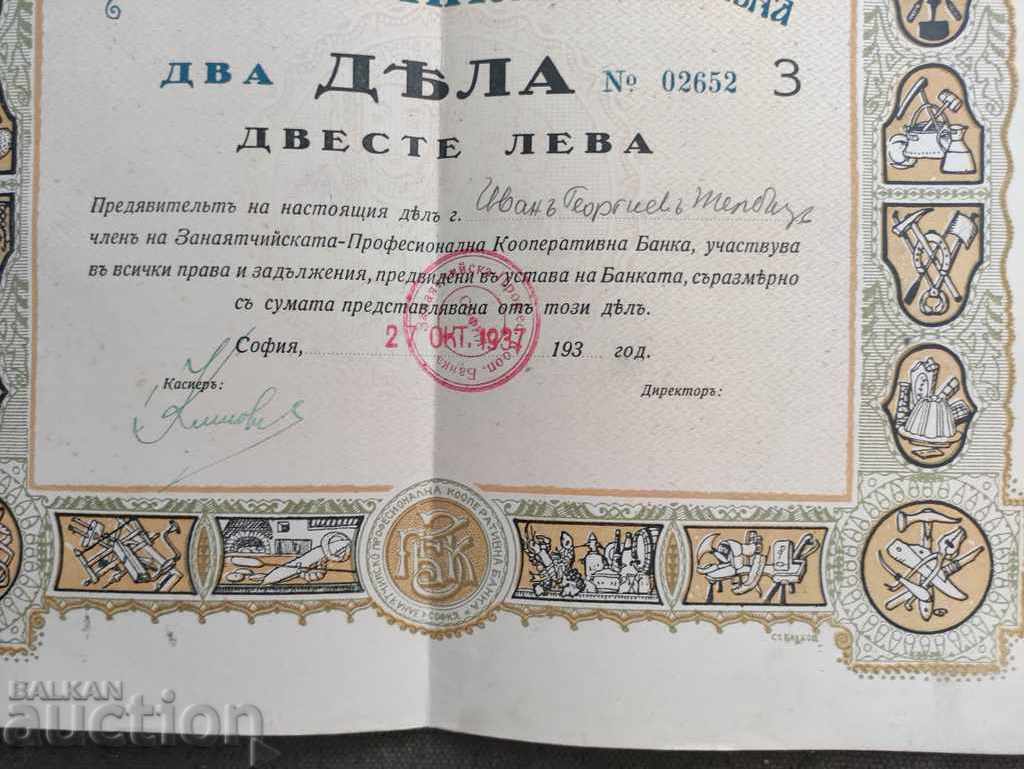 ДВА ДѢЛА № 02652 3
ДВЕСТЕ ЛЕВА
Предявительтъ на настоящия дѣлъ г. Иванъ Георгиевъ
членъ на Занаятчийската-Професионална Кооперативна Банка, участвува
въ всички права и задължения, предвидени въ устава на Банката, съразмѣрно
съ сумата представлявана отъ този дѣлъ.
27 ОКТ. 1937
София, 193 год.
Касиеръ:
Директоръ:
BALKAN
auction